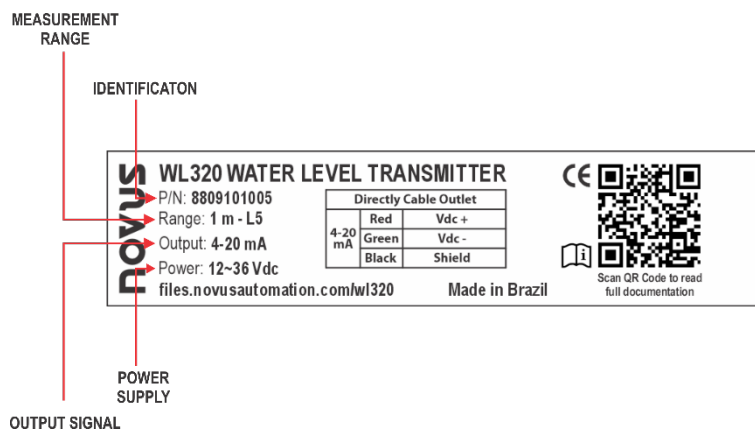 MEASUREMENT
RANGE
IDENTIFICATON
novus
WL320 WATER LEVEL TRANSMITTER
P/N: 8809101005
Range: 1 m - L5
Output: 4-20 mA
Power: 12~36 Vdc
files.novusautomation.com/wl320
Made in Brazil
Directly Cable Outlet
4-20
mA
Red Vdc +
Green Vdc -
Black Shield
CE
i
Scan QR Code to read
full documentation
POWER
SUPPLY
OUTPUT SIGNAL